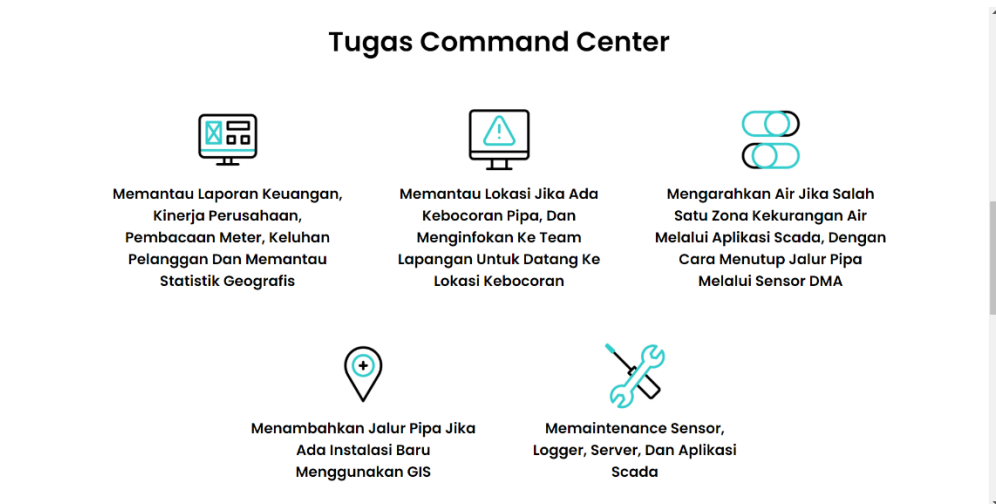 Tugas Command Center
Memantau Laporan Keuangan,
Kinerja Perusahaan,
Pembacaan Meter, Keluhan
Pelanggan Dan Memantau
Statistik Geografis
Memantau Lokasi Jika Ada
Kebocoran Pipa, Dan
Menginfokan Ke Team
Lapangan Untuk Datang Ke
Lokasi Kebocoran
Mengarahkan Air Jika Salah
Satu Zona Kekurangan Air
Melalui Aplikasi Scada, Dengan
Cara Menutup Jalur Pipa
Melalui Sensor DMA
Menambahkan Jalur Pipa Jika
Ada Instalasi Baru
Menggunakan GIS
Memaintenance Sensor,
Logger, Server, Dan Aplikasi
Scada